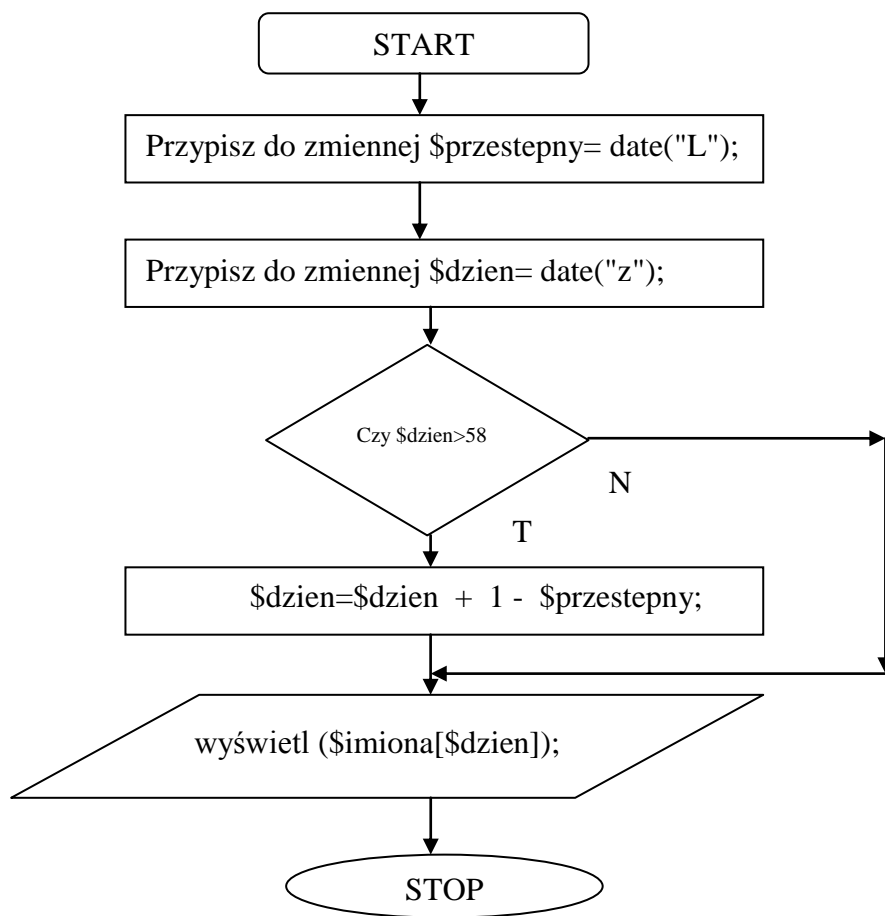 START
Przypisz do zmiennej $przestepny= date("L");
Przypisz do zmiennej $dzien= date("z");
Czy $dzien>58
N
T
$dzien=$dzien + 1 - $przestepny;
wyświetl ($imiona[$dzien]);
STOP